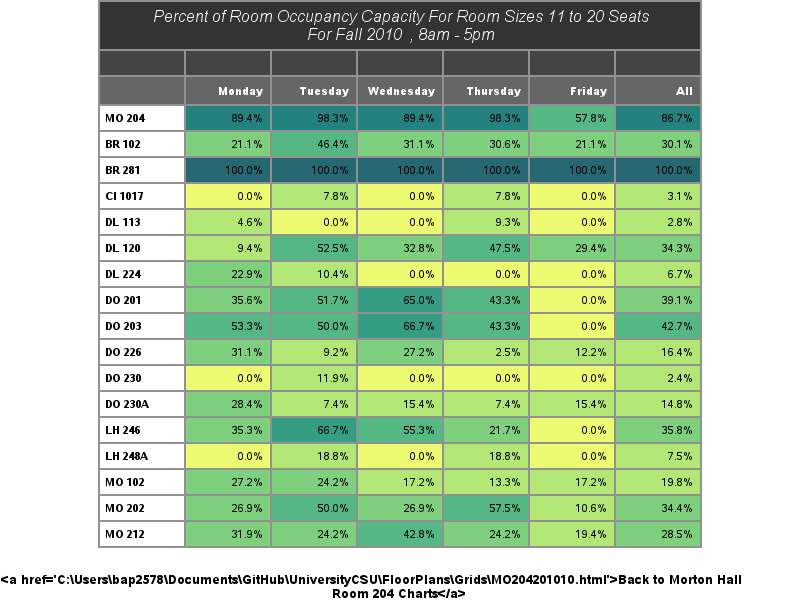 Percent of Room Occupancy Capacity For Room Sizes 11 to 20 Seats
For Fall 2010 , 8am - 5pm
Monday Tuesday Wednesday Thursday Friday All
MO 204 89.4% 98.3% 89.4% 98.3% 57.8% 86.7%
BR 102 21.1% 46.4% 31.1% 30.6% 21.1% 30.1%
BR 281 100.0% 100.0% 100.0% 100.0% 100.0% 100.0%
CI 1017 0.0% 7.8% 0.0% 7.8% 0.0% 3.1%
DL 113 4.6% 0.0% 0.0% 9.3% 0.0% 2.8%
DL 120 9.4% 52.5% 32.8% 47.5% 29.4% 34.3%
DL 224 22.9% 10.4% 0.0% 0.0% 0.0% 6.7%
DO 201 35.6% 51.7% 65.0% 43.3% 0.0% 39.1%
DO 203 53.3% 50.0% 66.7% 43.3% 0.0% 42.7%
DO 226 31.1% 9.2% 27.2% 2.5% 12.2% 16.4%
DO 230 0.0% 11.9% 0.0% 0.0% 0.0% 2.4%
DO 230A 28.4% 7.4% 15.4% 7.4% 15.4% 14.8%
LH 246 35.3% 66.7% 55.3% 21.7% 0.0% 35.8%
LH 248A 0.0% 18.8% 0.0% 18.8% 0.0% 7.5%
MO 102 27.2% 24.2% 17.2% 13.3% 17.2% 19.8%
MO 202 26.9% 50.0% 26.9% 57.5% 10.6% 34.4%
MO 212 31.9% 24.2% 42.8% 24.2% 19.4% 28.5%
<a href='C:\Users\bap2578\Documents\GitHub\UniversityCSU\FloorPlans\Grids\MO204201010.html'>Back to Morton Hall
Room 204 Charts</a>